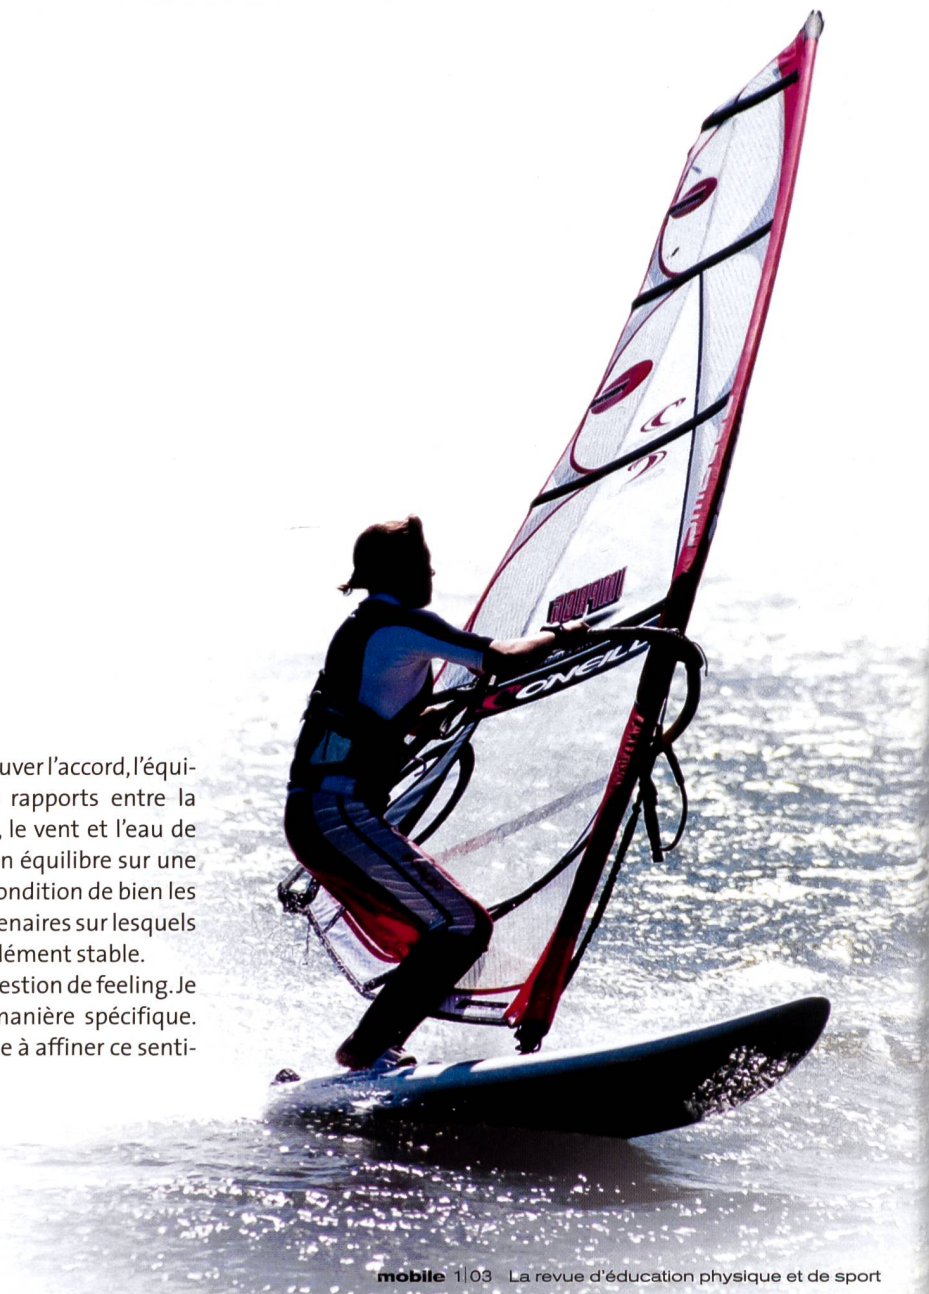 uver l'accord, l'équi-
rapports entre la
, le vent et l'eau de
n équilibre sur une
ondition de bien les
enaires sur lesquels
lément stable.
estion de feeling. Je
manière spécifique.
e à affiner ce senti-
O'NEILL
mobile 1|03 La revue d'éducation physique et de sport